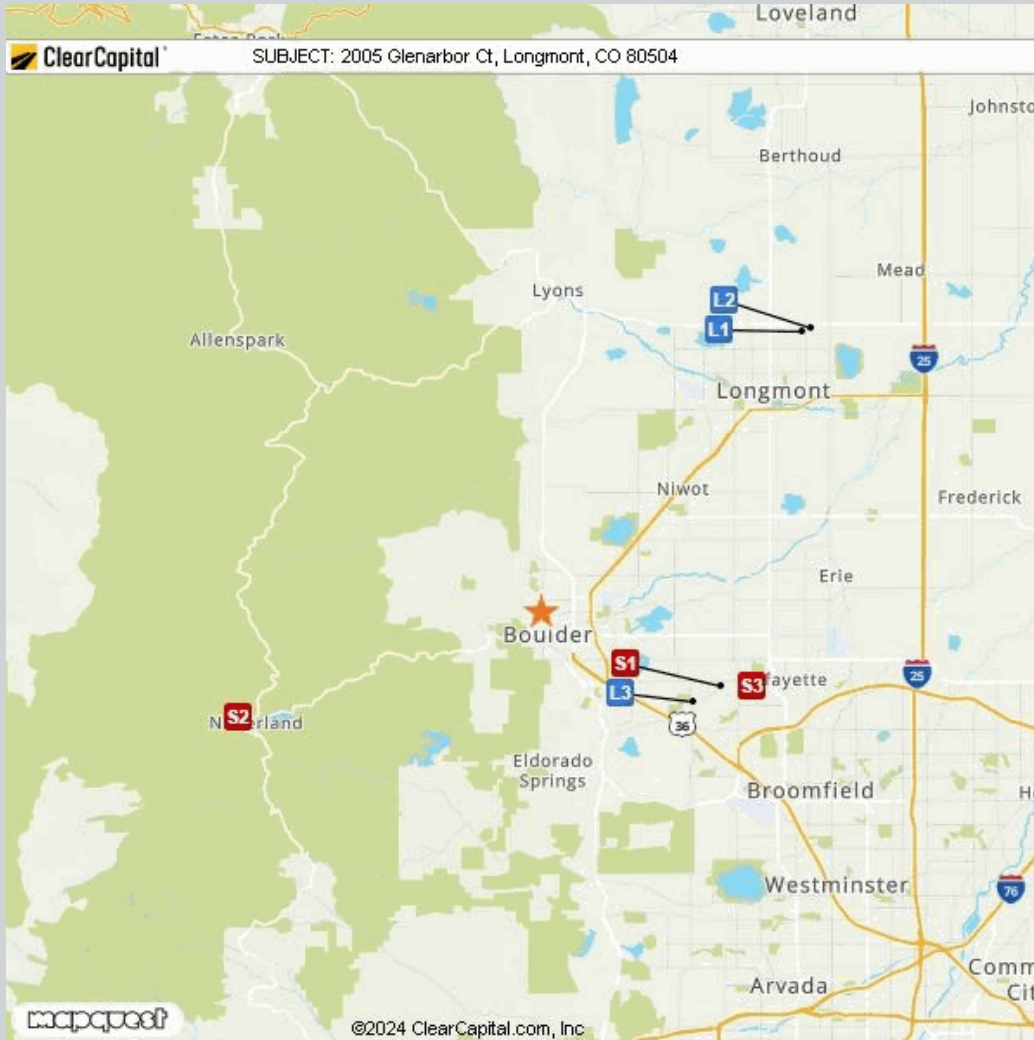 Loveland
ClearCapital
SUBJECT: 2005 Glenarbor Ct, Longmont, CO 80504
Johnsto
Berthoud
Mead
Lyons
L2
L1
Allenspark
25
Longmont
Niwot
Frederick
Erie
Boulder
S1
S3
fayette
25
L3
S2
N erland
36
Eldorado
Springs
Broomfield
H
Westminster
76
Comm
Cit
Arvada
mapquest
©2024 ClearCapital.com, Inc